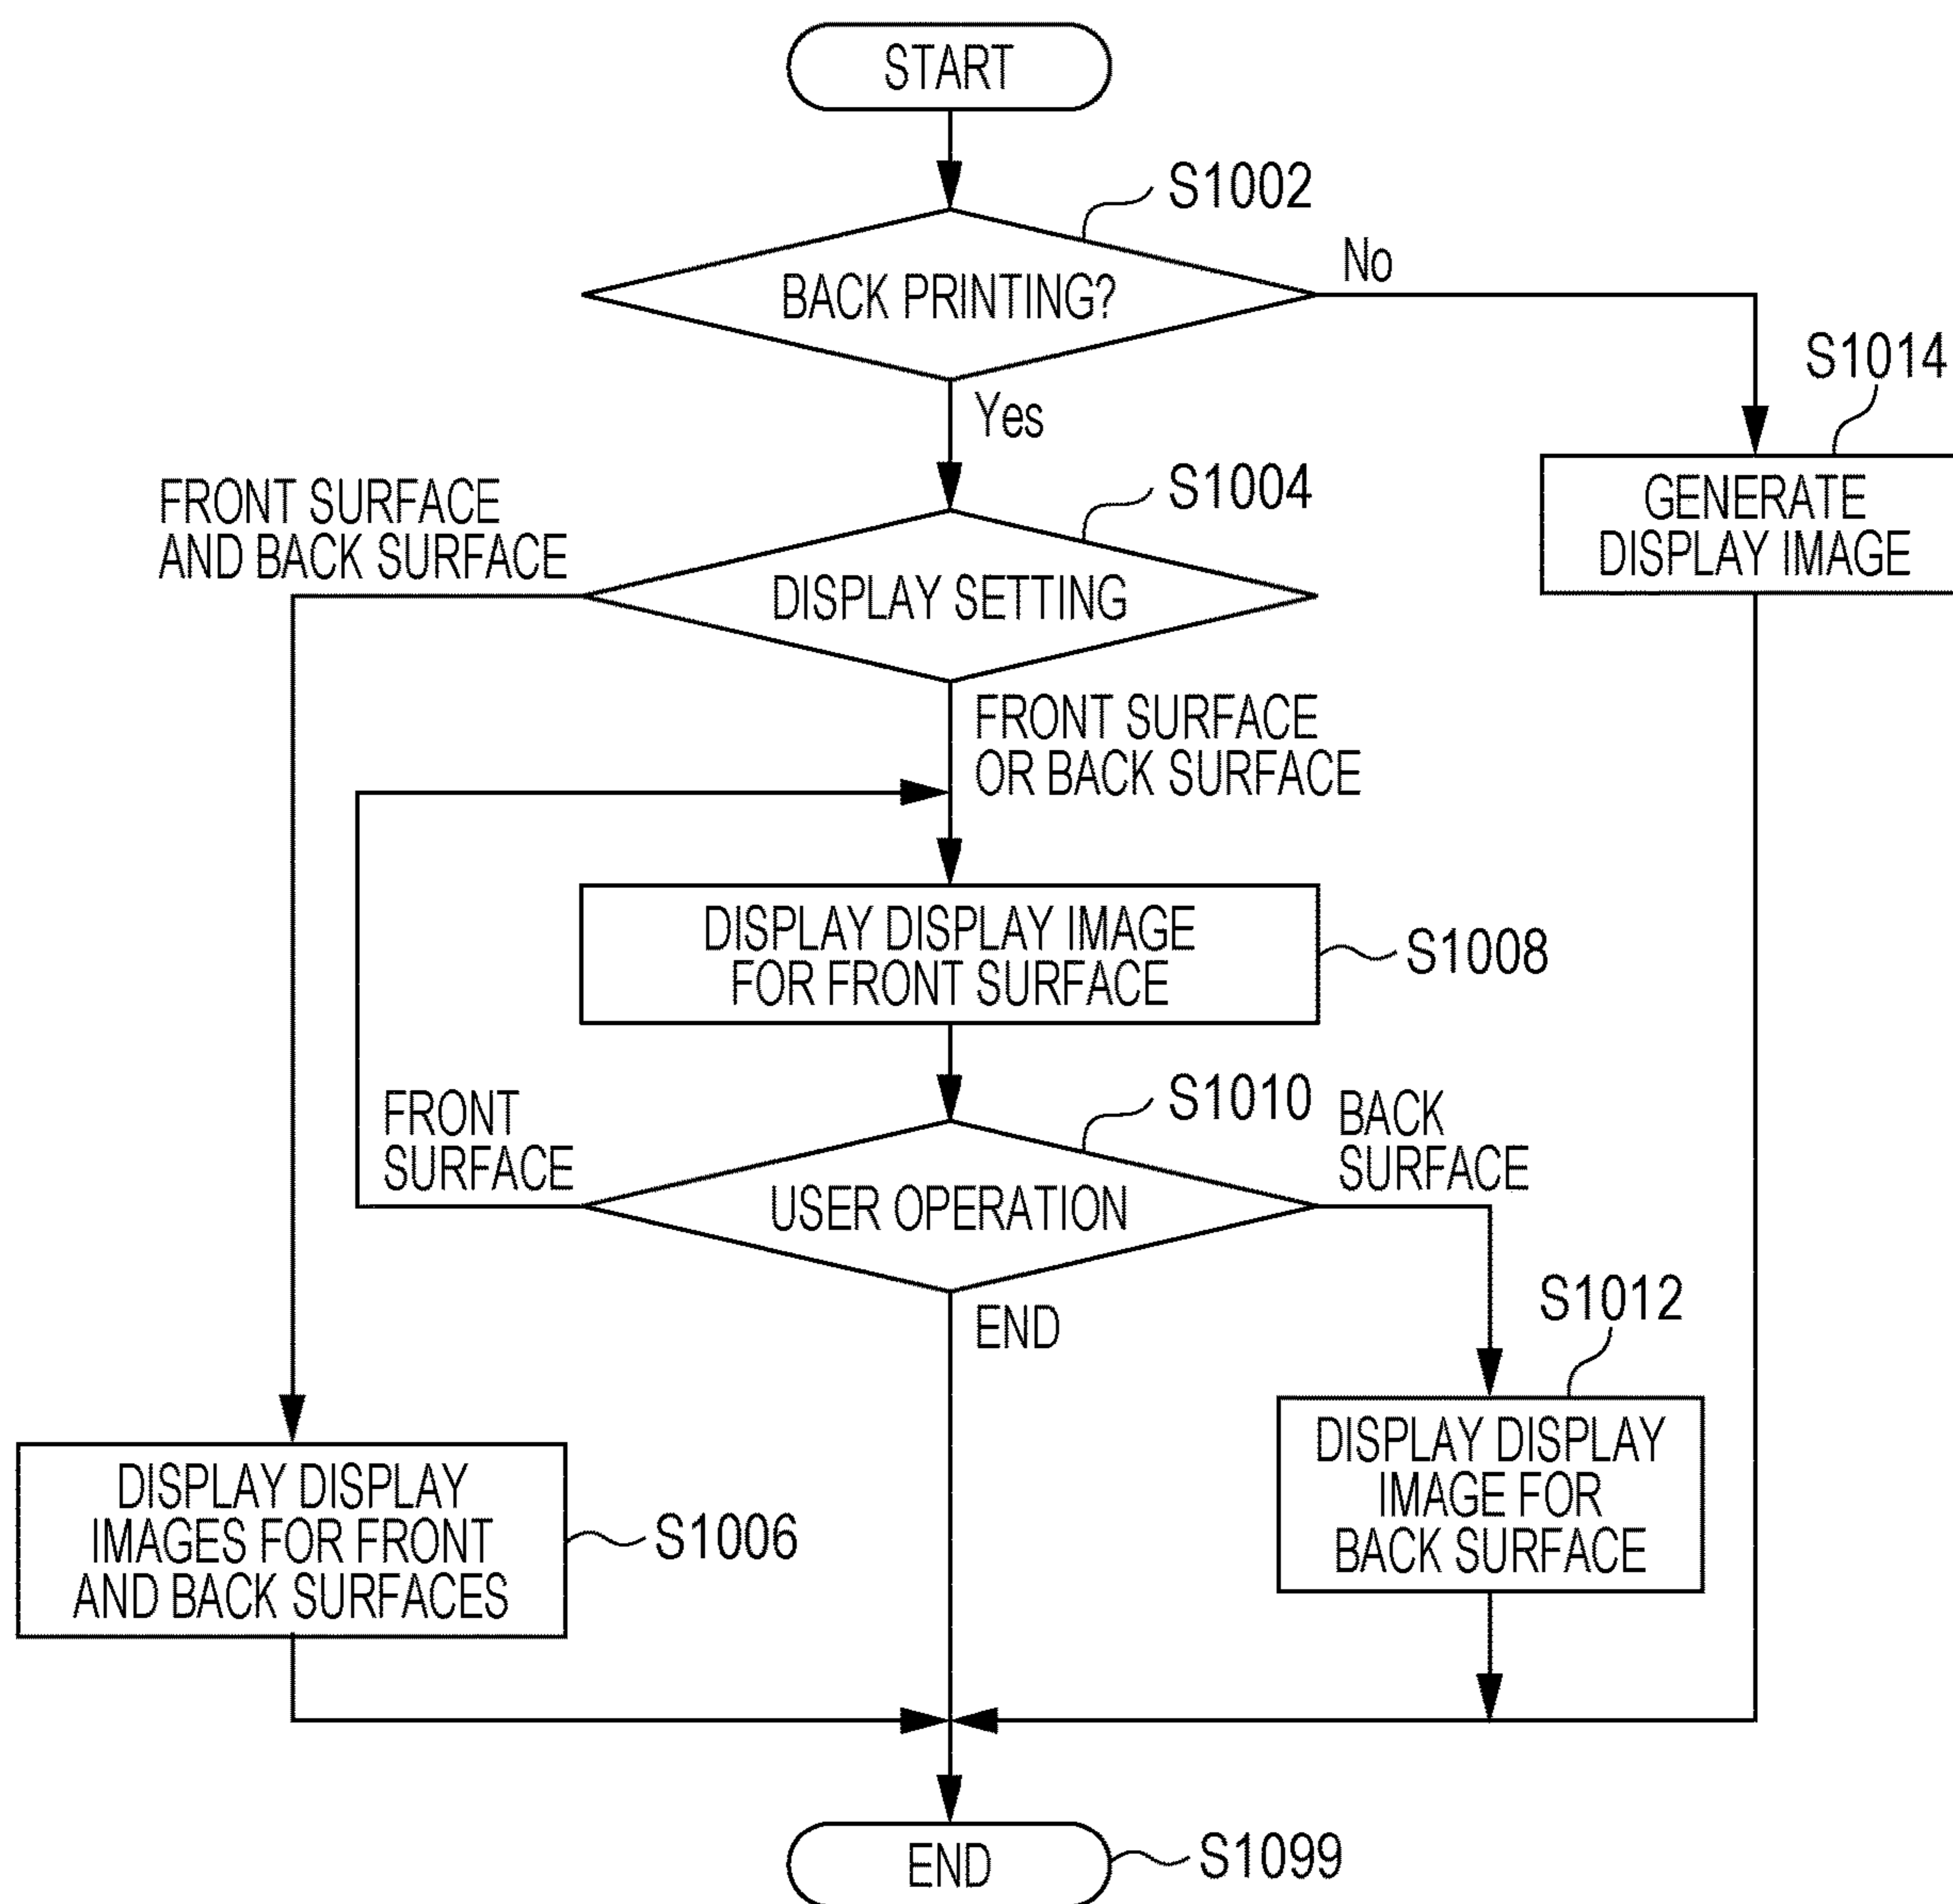 START
S1002
BACK PRINTING?
No
Yes
S1014
GENERATE
DISPLAY IMAGE
FRONT SURFACE
AND BACK SURFACE
S1004
DISPLAY SETTING
FRONT SURFACE
OR BACK SURFACE
DISPLAY DISPLAY IMAGE
FOR FRONT SURFACE
S1008
FRONT
SURFACE
S1010
BACK
SURFACE
USER OPERATION
END
S1012
DISPLAY DISPLAY
IMAGE FOR
BACK SURFACE
DISPLAY DISPLAY
IMAGES FOR FRONT
AND BACK SURFACES
S1006
END
S1099